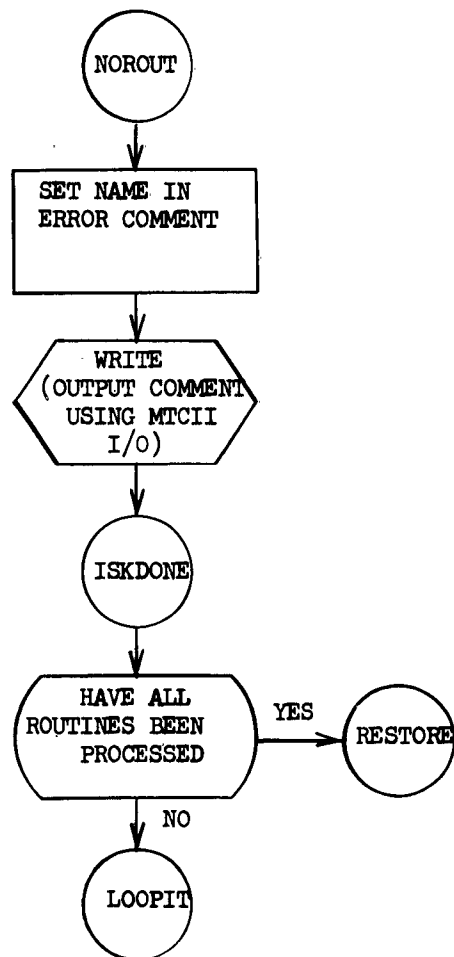 NOROUT
SET NAME IN
ERROR COMMENT
WRITE
(OUTPUT COMMENT
USING MTCII
I/O)
ISKDONE
HAVE ALL
ROUTINES BEEN
PROCESSED
YES
RESTORE
NO
LOOPIT